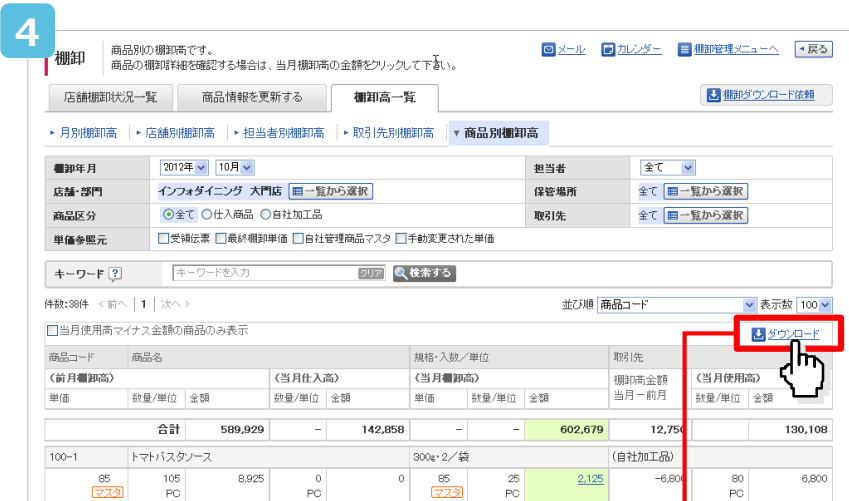 4
棚卸
商品別の棚卸高です。
商品の棚卸詳細を確認する場合は、当月棚卸高の金額をクリックして下さい。
メール カレンダー 棚卸管理メニューへ 戻る
店舗棚卸状況一覧 商品情報を更新する 棚卸高一覧 棚卸ダウンロード依頼
月別棚卸高 店舗別棚卸高 担当者別棚卸高 取引先別棚卸高 商品別棚卸高
棚卸年月 2012年 10月 担当者 全て
店舗・部門 インフォダイニング 大門店 一覧から選択 保管場所 全て 一覧から選択
商品区分 全て 仕入商品 自社加工品 取引先 全て 一覧から選択
単価参照元 受領伝票 最終棚卸単価 自社管理商品マスタ 手動変更された単価
キーワード ? キーワードを入力 クリア 検索する
件数:38件 < 前へ | 1 | 次へ > 並び順 商品コード 表示数 100
当月使用高マイナス金額の商品のみ表示 ダウンロード
商品コード 商品名 規格・入数/単位 取引先
(前月棚卸高) (当月仕入高) (当月棚卸高) 棚卸高金額 (当月使用高)
当月－前月
単価 数量/単位 金額 数量/単位 金額 単価 数量/単位 金額 数量/単位 金額
合計 589,929 － 142,858 － － 602,679 12,750 130,108
100-1 トマトパスタソース 300g・2/袋 (自社加工品)
85 105 8,925 0 0 85 25 2,125 -6,800 80 6,800
マスタ PC PC マスタ PC PC